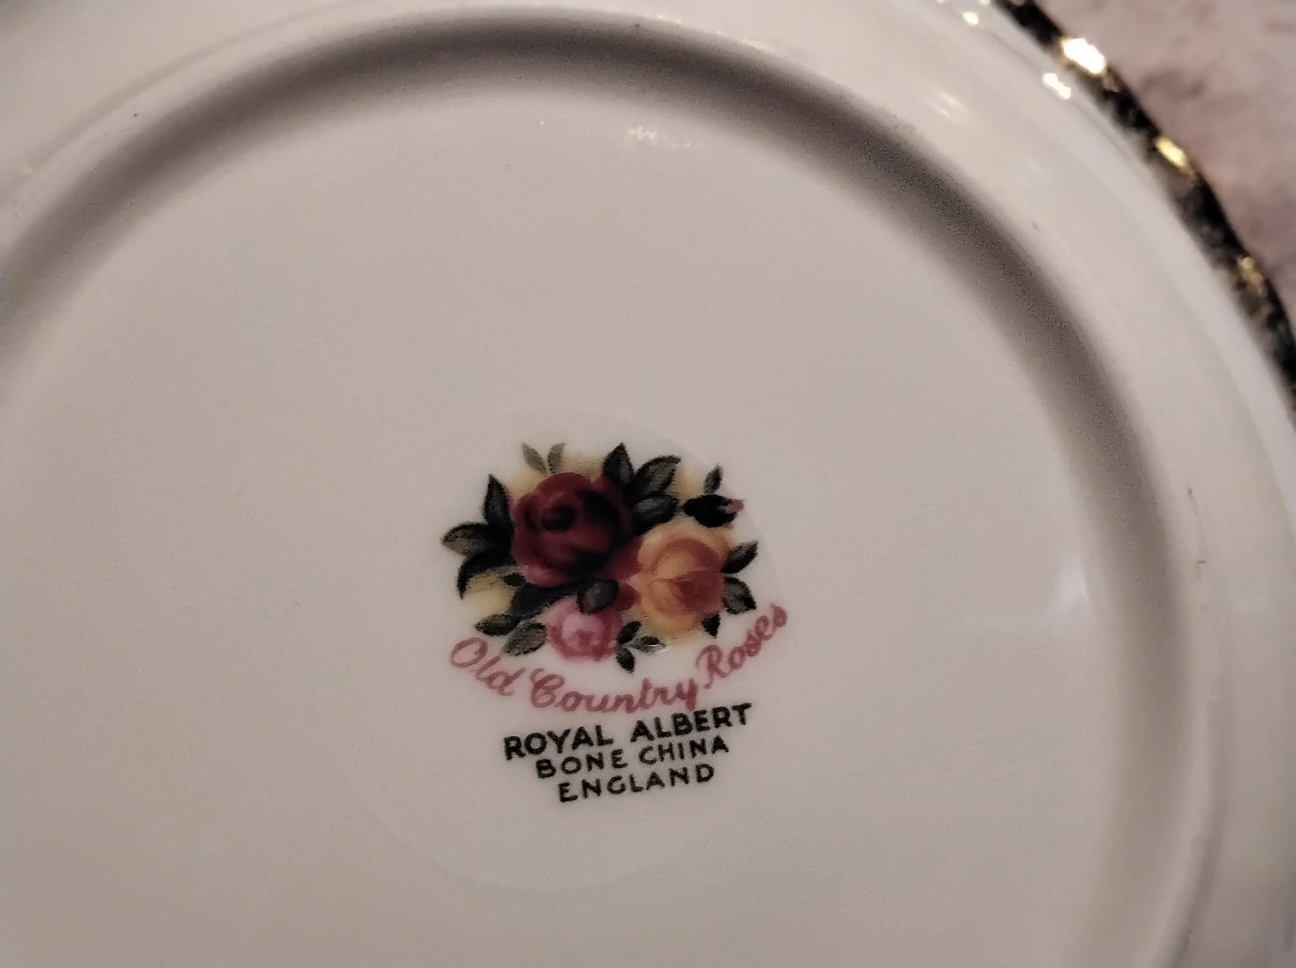 Old Country Roses
ROYAL ALBERT
BONE CHINA
ENGLAND